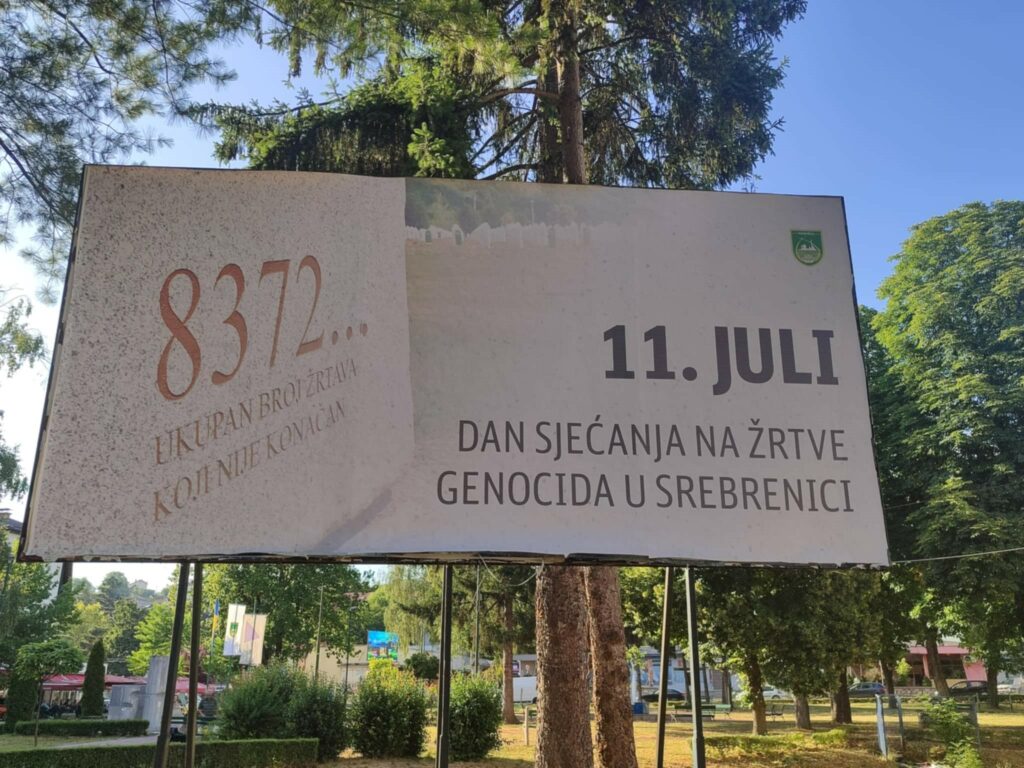 8372...
UKUPAN BROJ ŽRTAVA
KOJI NIJE KONAČAN
11. JULI
DAN SJEĆANJA NA ŽRTVE
GENOCIDA U SREBRENICI